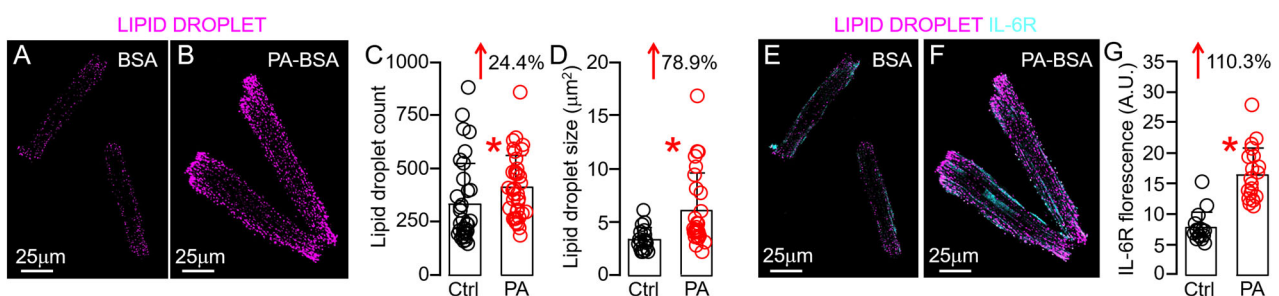 LIPID DROPLET
A
BSA
25μm
B
PA-BSA
25μm
C
24.4%
Lipid droplet count
1000
750
500
250
0
Ctrl
PA
*
D
78.9%
Lipid droplet size (μm²)
20
15
10
5
0
Ctrl
PA
*
LIPID DROPLET IL-6R
E
BSA
25μm
F
PA-BSA
25μm
G
110.3%
IL-6R florescence (A.U.)
35
30
25
20
15
10
5
0
Ctrl
PA
*